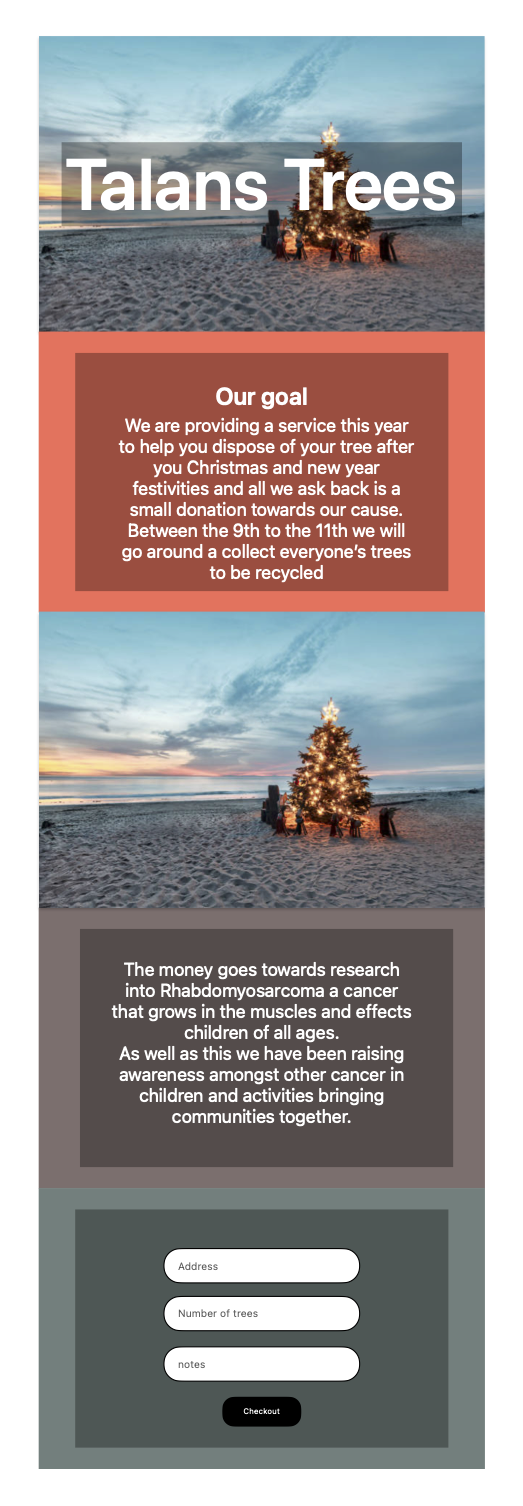 Talans Trees
Our goal
We are providing a service this year
to help you dispose of your tree after
you Christmas and new year
festivities and all we ask back is a
small donation towards our cause.
Between the 9th to the 11th we will
go around a collect everyone's trees
to be recycled
The money goes towards research
into Rhabdomyosarcoma a cancer
that grows in the muscles and effects
children of all ages.
As well as this we have been raising
awareness amongst other cancer in
children and activities bringing
communities together.
Address
Number of trees
notes
Checkout